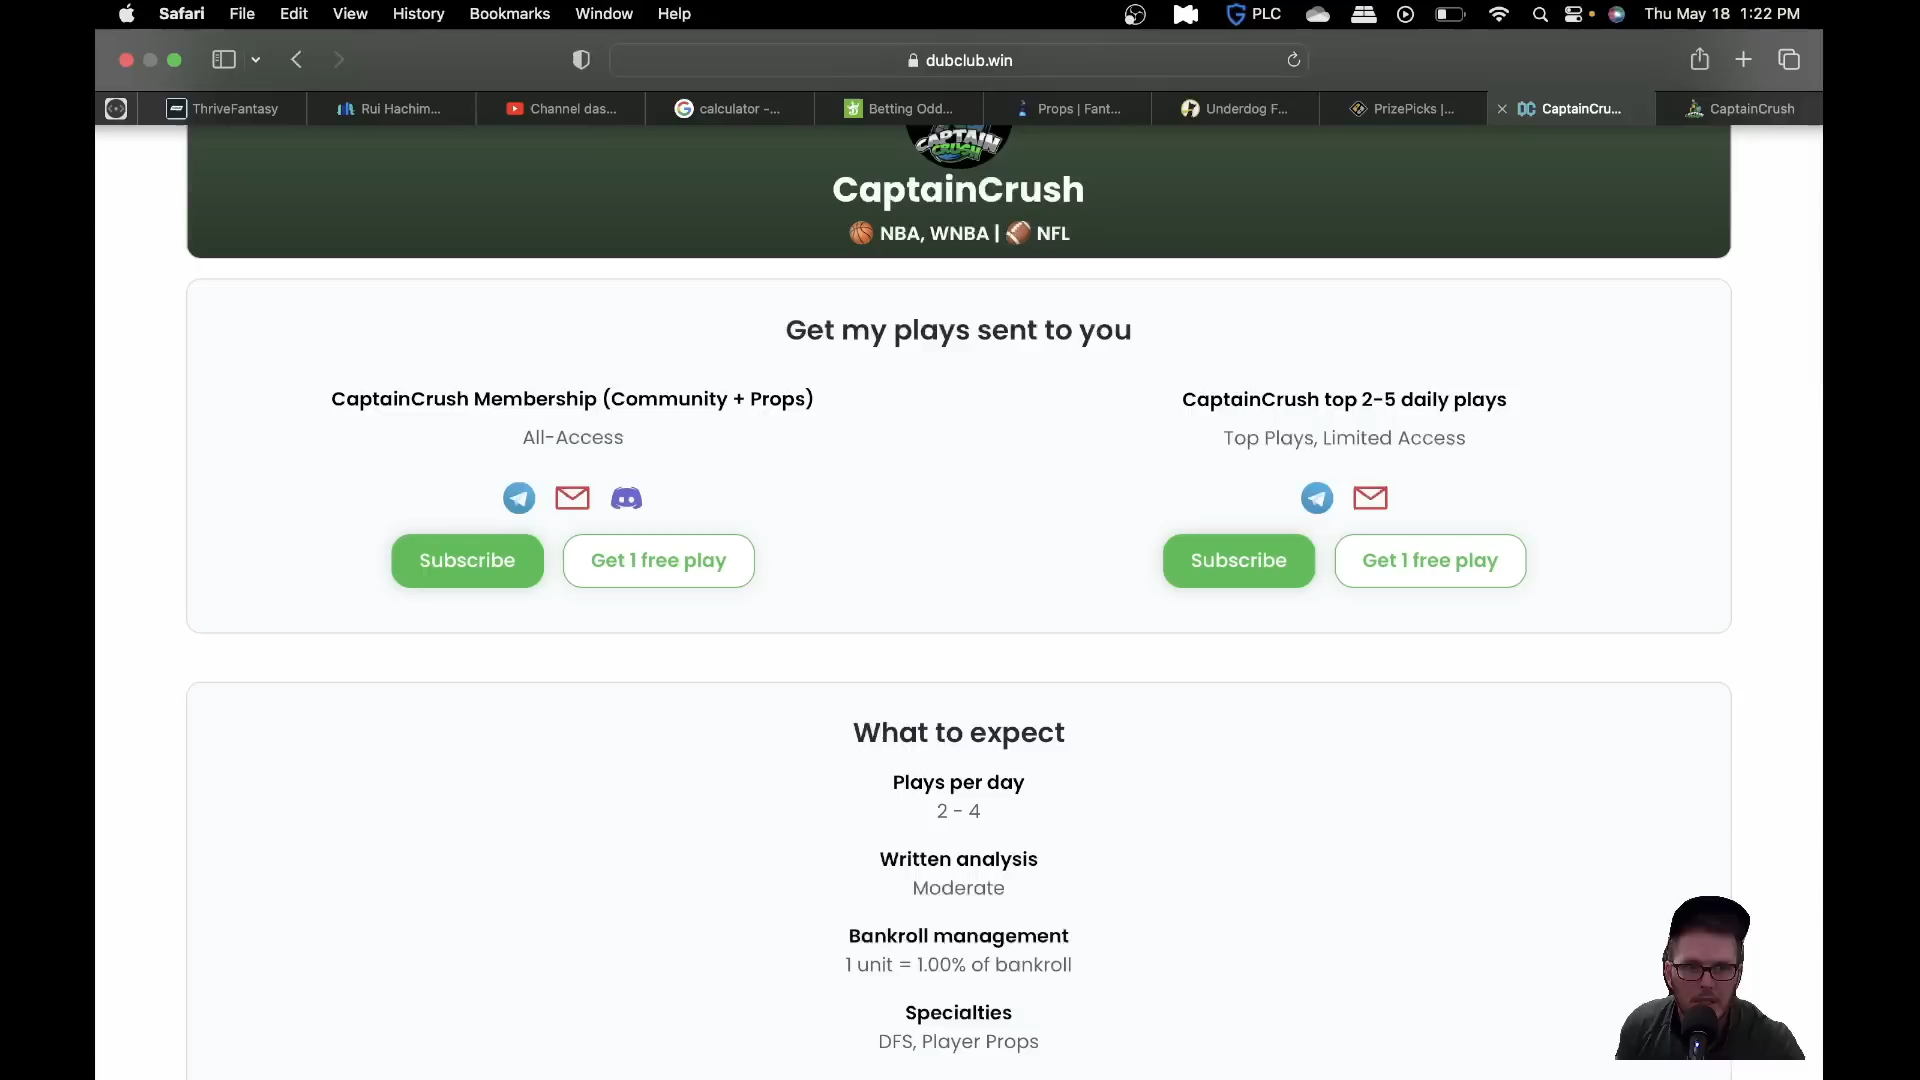 Safari File Edit View History Bookmarks Window Help PLC Thu May 18 1:22 PM
dubclub.win
ThriveFantasy Rui Hachim... Channel das... calculator -... Betting Odd... Props | Fant... Underdog F... PrizePicks |... CaptainCru... CaptainCrush
CAPTAIN
CRUSH
CaptainCrush
NBA, WNBA | NFL
Get my plays sent to you
CaptainCrush Membership (Community + Props)
All-Access
Subscribe Get 1 free play
CaptainCrush top 2-5 daily plays
Top Plays, Limited Access
Subscribe Get 1 free play
What to expect
Plays per day
2 - 4
Written analysis
Moderate
Bankroll management
1 unit = 1.00% of bankroll
Specialties
DFS, Player Props